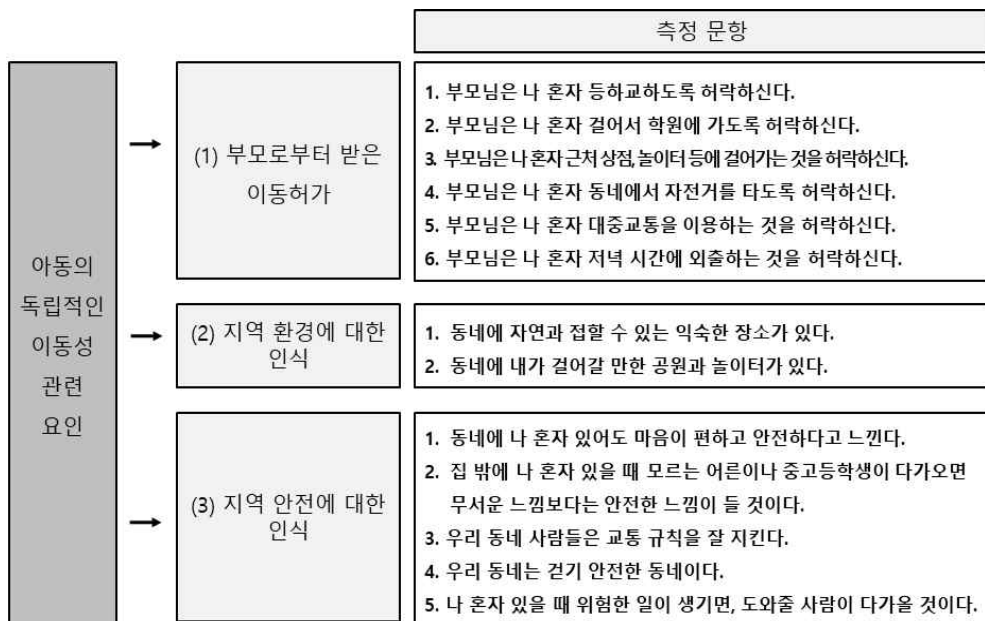 측정 문항
아동의
독립적인
이동성
관련
요인
(1) 부모로부터 받은
이동허가
1. 부모님은 나 혼자 등하교하도록 허락하신다.
2. 부모님은 나 혼자 걸어서 학원에 가도록 허락하신다.
3. 부모님은 나 혼자 근처 상점, 놀이터 등에 걸어가는 것을 허락하신다.
4. 부모님은 나 혼자 동네에서 자전거를 타도록 허락하신다.
5. 부모님은 나 혼자 대중교통을 이용하는 것을 허락하신다.
6. 부모님은 나 혼자 저녁 시간에 외출하는 것을 허락하신다.
(2) 지역 환경에 대한
인식
1. 동네에 자연과 접할 수 있는 익숙한 장소가 있다.
2. 동네에 내가 걸어갈 만한 공원과 놀이터가 있다.
(3) 지역 안전에 대한
인식
1. 동네에 나 혼자 있어도 마음이 편하고 안전하다고 느낀다.
2. 집 밖에 나 혼자 있을 때 모르는 어른이나 중고등학생이 다가오면
무서운 느낌보다는 안전한 느낌이 들 것이다.
3. 우리 동네 사람들은 교통 규칙을 잘 지킨다.
4. 우리 동네는 걷기 안전한 동네이다.
5. 나 혼자 있을 때 위험한 일이 생기면, 도와줄 사람이 다가올 것이다.